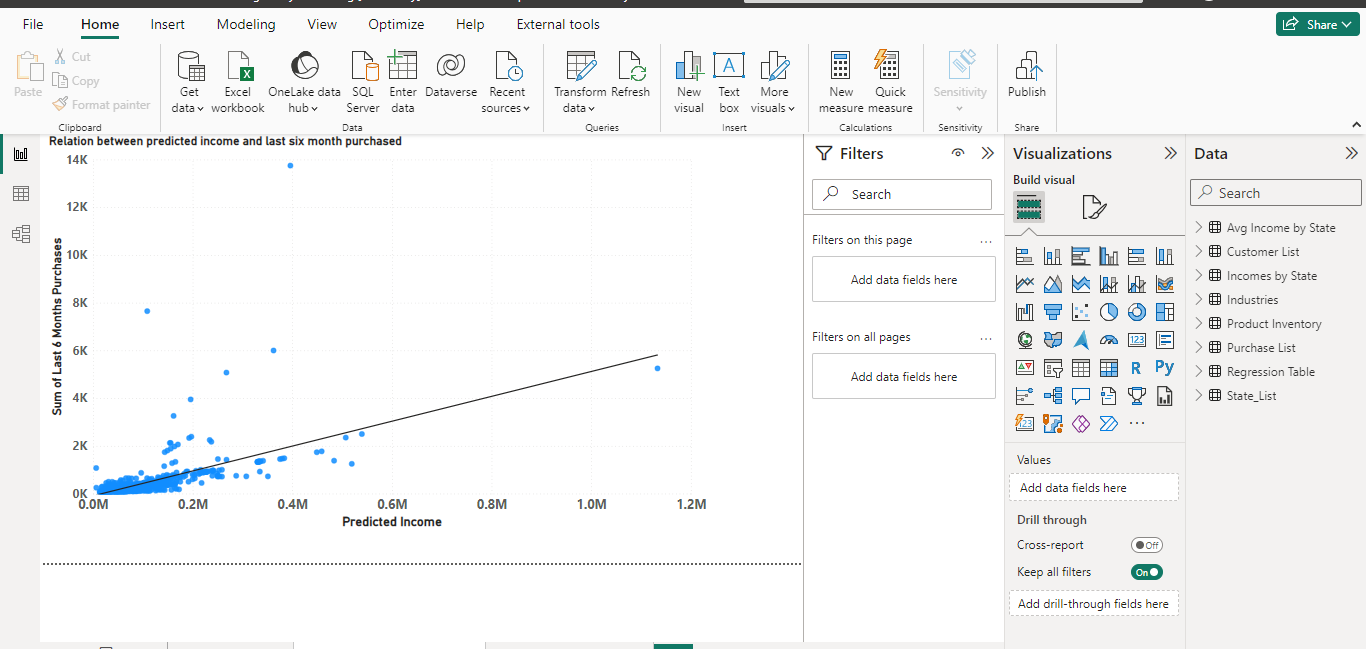 File Home Insert Modeling View Optimize Help External tools Share
Paste
Cut
Copy
Format painter
Clipboard
Get data
Excel workbook
OneLake data hub
SQL Server
Enter data
Dataverse
Recent sources
Data
Transform data
Refresh
Queries
New visual
Text box
More visuals
Insert
New measure
Quick measure
Calculations
Sensitivity
Sensitivity
Publish
Share
Relation between predicted income and last six month purchased
Sum of Last 6 Months Purchases
14K
12K
10K
8K
6K
4K
2K
0K
0.0M 0.2M 0.4M 0.6M 0.8M 1.0M 1.2M
Predicted Income
Filters
Search
Filters on this page ...
Add data fields here
Filters on all pages ...
Add data fields here
Visualizations
Build visual
123
R Py
123
...
Values
Add data fields here
Drill through
Cross-report Off
Keep all filters On
Add drill-through fields here
Data
Search
Avg Income by State
Customer List
Incomes by State
Industries
Product Inventory
Purchase List
Regression Table
State_List